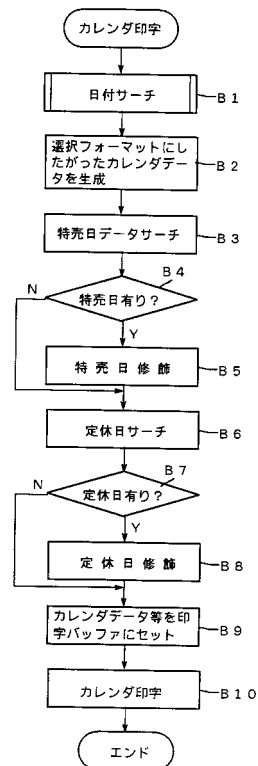 カレンダ印字
日付サーチ
B1
選択フォーマットにし
たがったカレンダデー
タを生成
B2
特売日データサーチ
B3
B4
特売日有り?
N
Y
特売日修飾
B5
定休日サーチ
B6
B7
定休日有り?
N
Y
定休日修飾
B8
カレンダデータ等を印
字バッファにセット
B9
カレンダ印字
B10
エンド